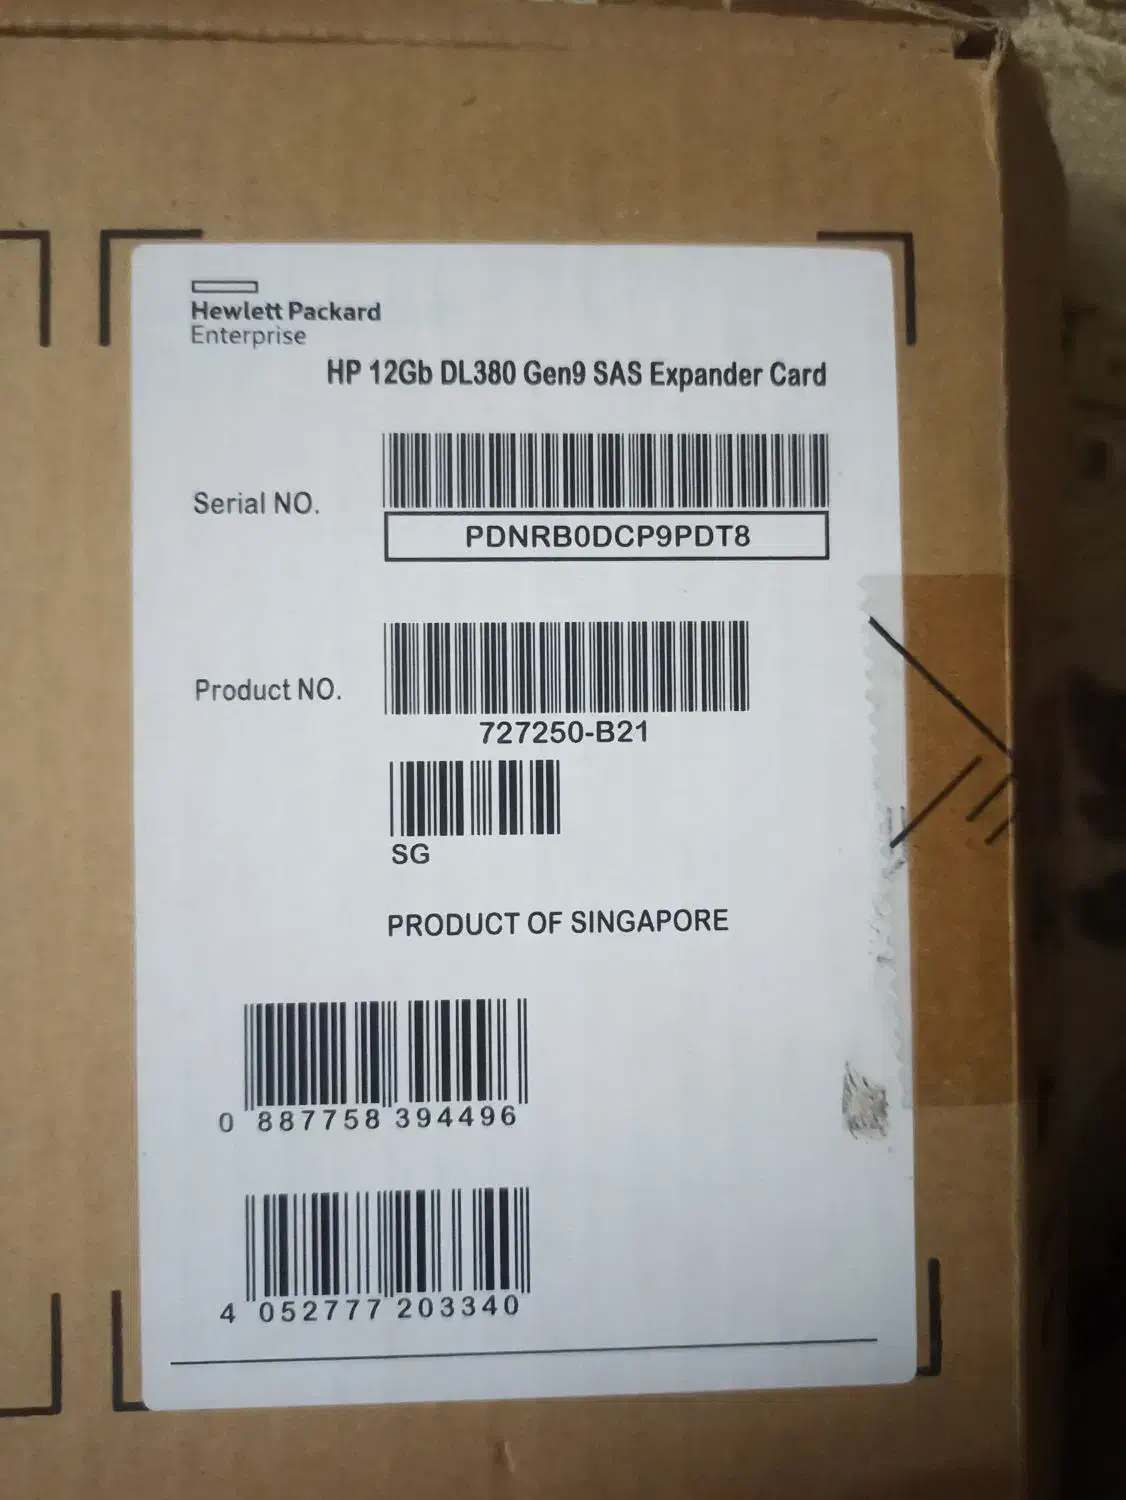 Hewlett Packard
Enterprise
HP 12Gb DL380 Gen9 SAS Expander Card
Serial NO.
PDNRB0DCP9PDT8
Product NO.
727250-B21
SG
PRODUCT OF SINGAPORE
0 887758 394496
4 052777 203340